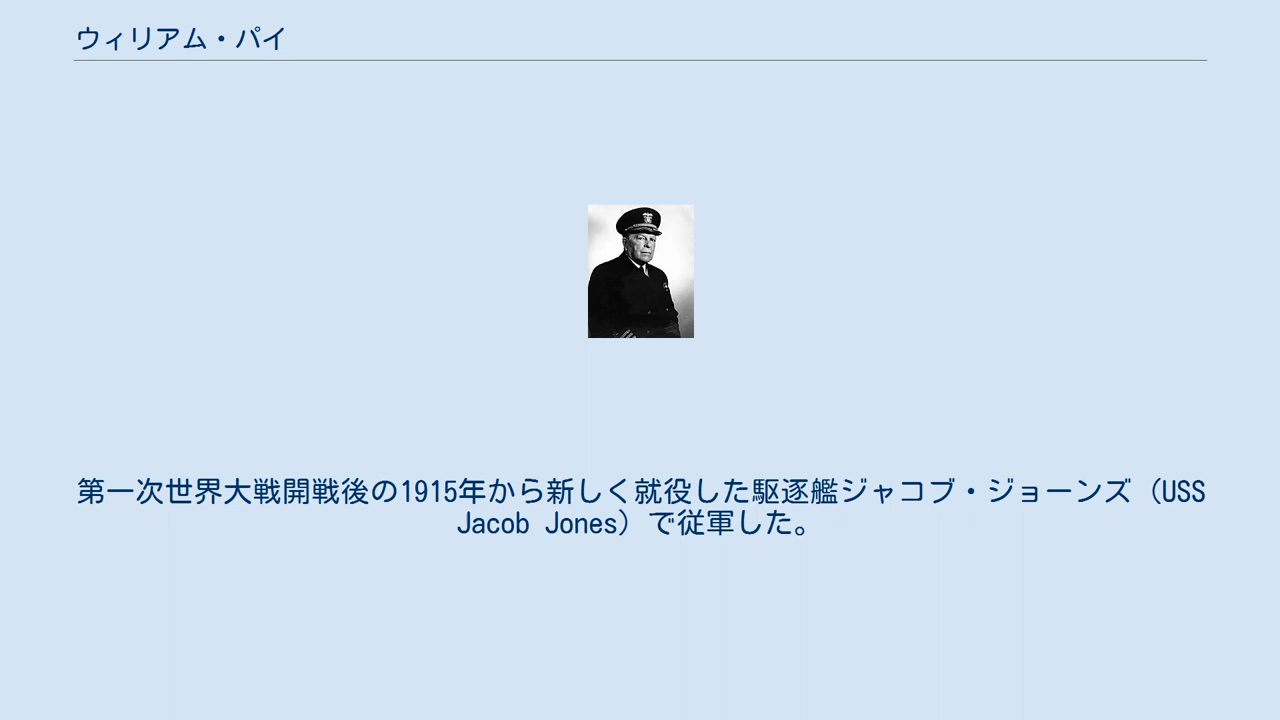 ウィリアム・パイ
第一次世界大戦開戦後の1915年から新しく就役した駆逐艦ジャコブ・ジョーンズ（USS
Jacob Jones）で従軍した。